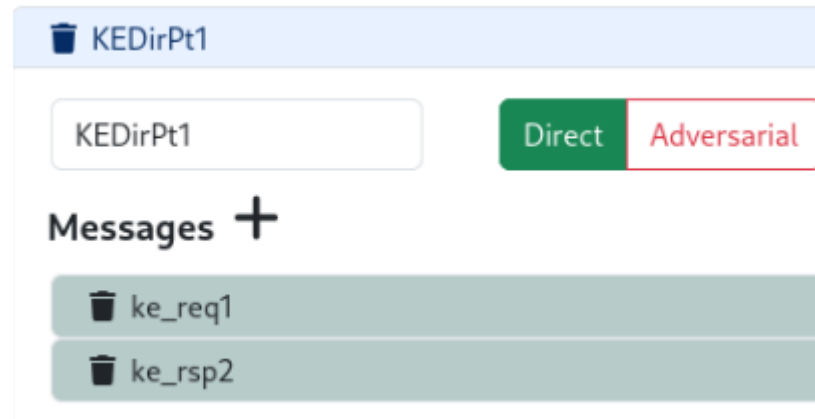 KEDirPt1
KEDirPt1 Direct Adversarial
Messages +
ke_req1
ke_rsp2